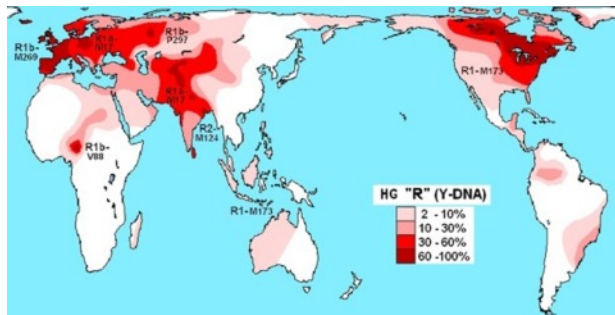 R1b-
M269
R1a-
M17
R1b-
P297
R1-M173
R1a-
M17
R2-
M124
R1b-
V88
R1-M173
HG "R" (Y-DNA)
2 - 10%
10 - 30%
30 - 60%
60 -100%